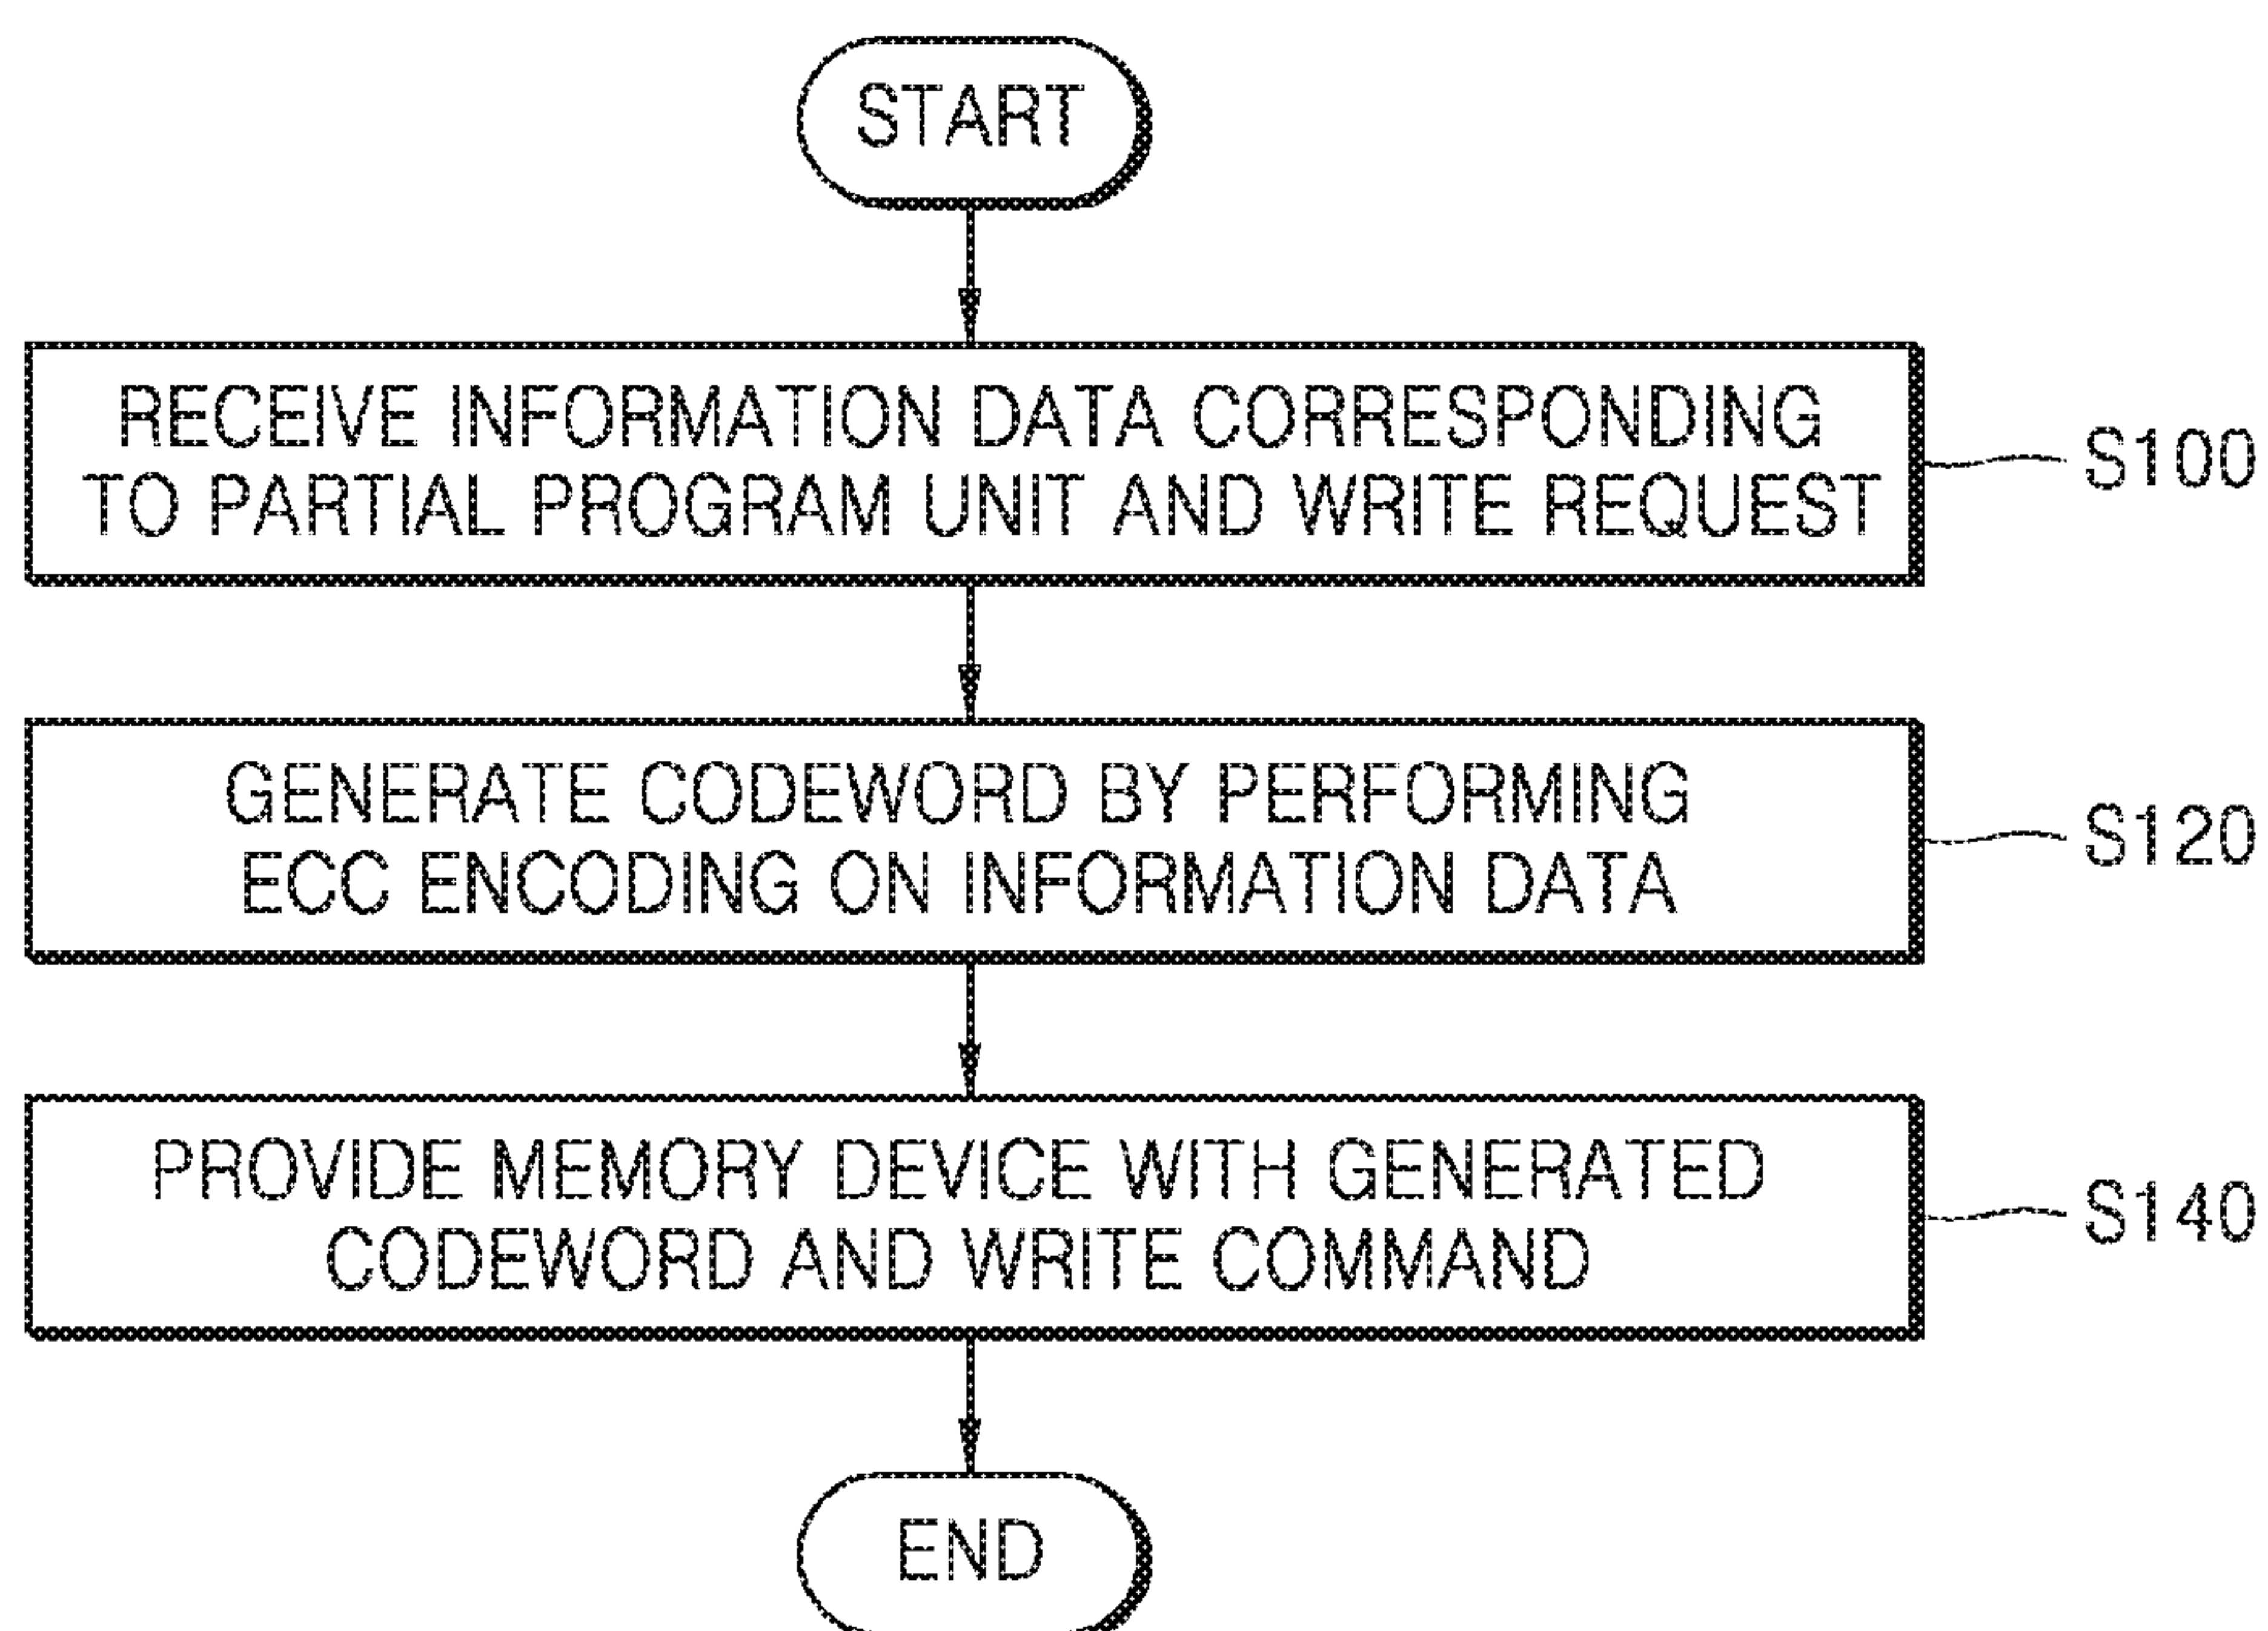 START
RECEIVE INFORMATION DATA CORRESPONDING
TO PARTIAL PROGRAM UNIT AND WRITE REQUEST
S100
GENERATE CODEWORD BY PERFORMING
ECC ENCODING ON INFORMATION DATA
S120
PROVIDE MEMORY DEVICE WITH GENERATED
CODEWORD AND WRITE COMMAND
S140
END